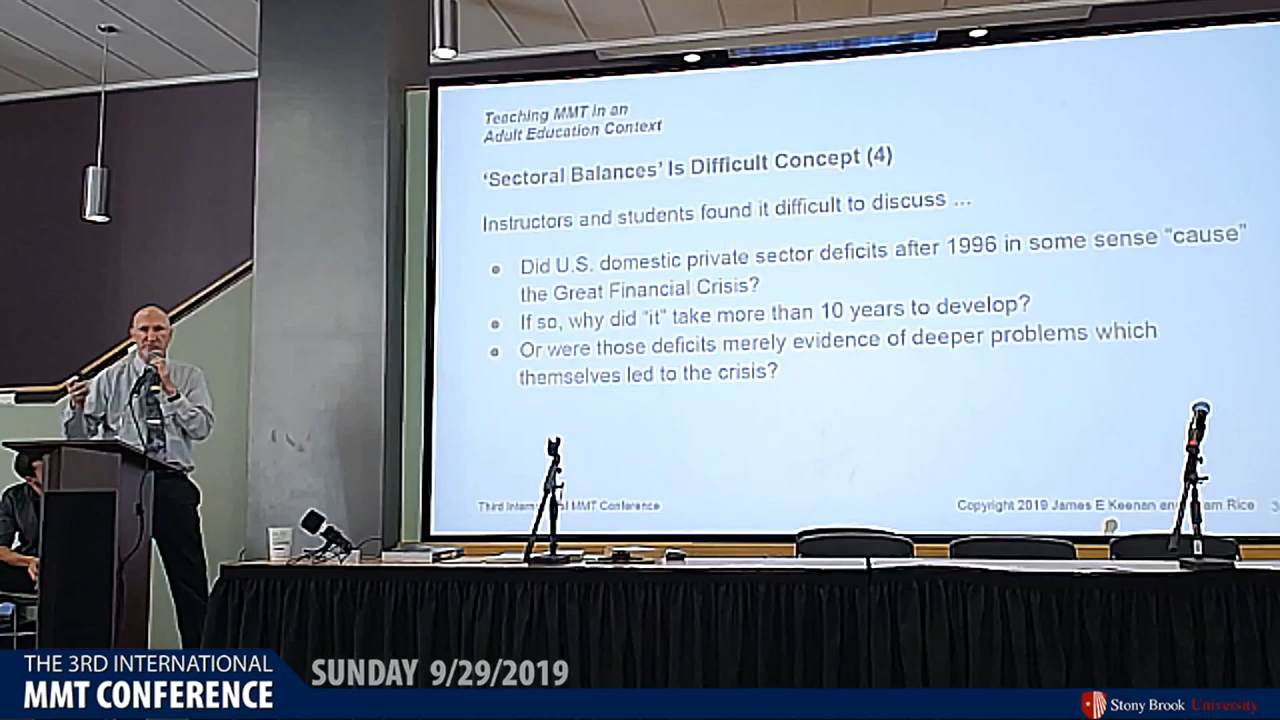 Teaching MMT in an
Adult Education Context
‘Sectoral Balances’ Is Difficult Concept (4)
Instructors and students found it difficult to discuss ...
Did U.S. domestic private sector deficits after 1996 in some sense “cause”
the Great Financial Crisis?
If so, why did “it” take more than 10 years to develop?
Or were those deficits merely evidence of deeper problems which
themselves led to the crisis?
Third MMT Conference
Copyright 2019 James E Keenan Rice
THE 3RD INTERNATIONAL
MMT CONFERENCE
SUNDAY 9/29/2019
Stony Brook University